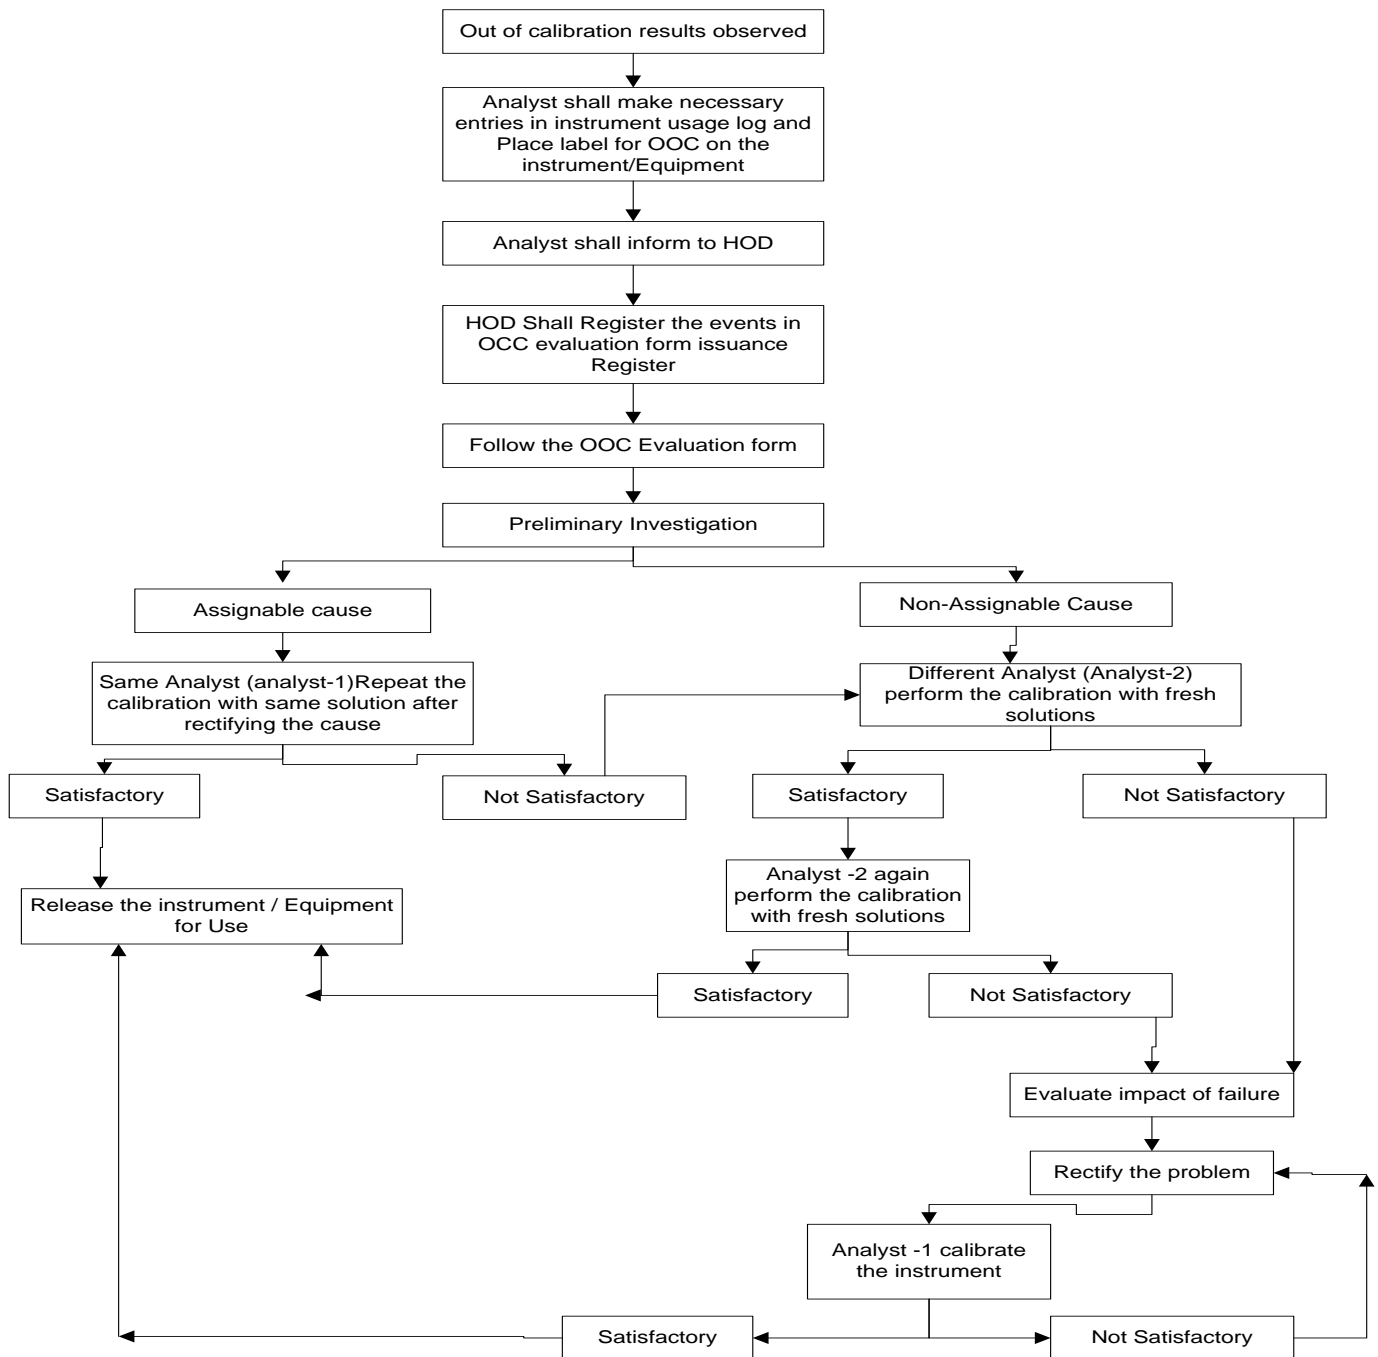 Out of calibration results observed
Analyst shall make necessary
entries in instrument usage log and
Place label for OOC on the
instrument/Equipment
Analyst shall inform to HOD
HOD Shall Register the events in
OCC evaluation form issuance
Register
Follow the OOC Evaluation form
Preliminary Investigation
Assignable cause
Non-Assignable Cause
Same Analyst (analyst-1)Repeat the
calibration with same solution after
rectifying the cause
Different Analyst (Analyst-2)
perform the calibration with fresh
solutions
Satisfactory
Not Satisfactory
Satisfactory
Not Satisfactory
Release the instrument / Equipment
for Use
Analyst -2 again
perform the calibration
with fresh solutions
Satisfactory
Not Satisfactory
Evaluate impact of failure
Rectify the problem
Analyst -1 calibrate
the instrument
Satisfactory
Not Satisfactory